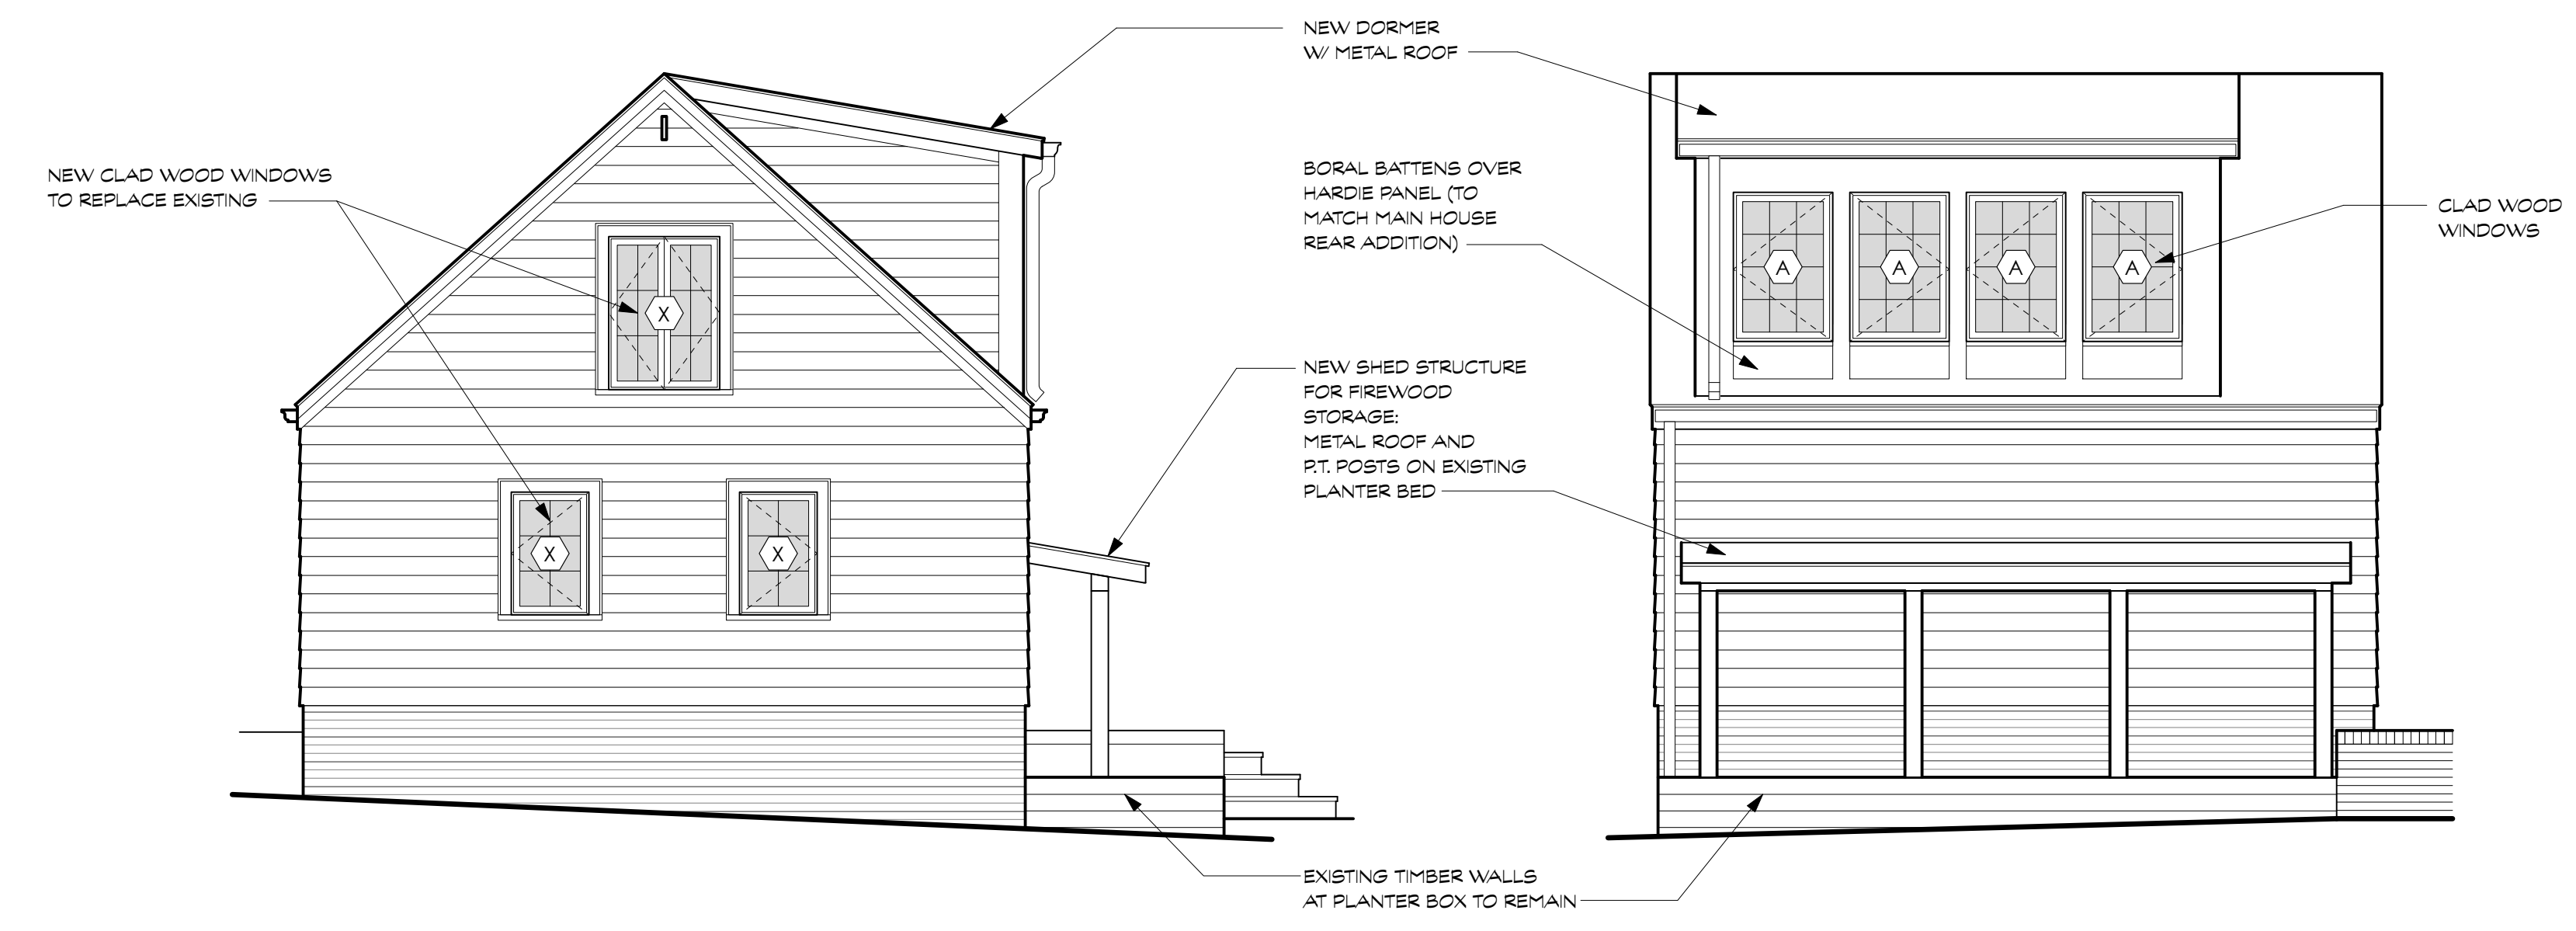 NEW DORMER
W/ METAL ROOF
NEW CLAD WOOD WINDOWS
TO REPLACE EXISTING
BORAL BATTENS OVER
HARDIE PANEL (TO
MATCH MAIN HOUSE
REAR ADDITION)
CLAD WOOD
WINDOWS
X
A A A A
NEW SHED STRUCTURE
FOR FIREWOOD
STORAGE:
METAL ROOF AND
P.T. POSTS ON EXISTING
PLANTER BED
X X
EXISTING TIMBER WALLS
AT PLANTER BOX TO REMAIN